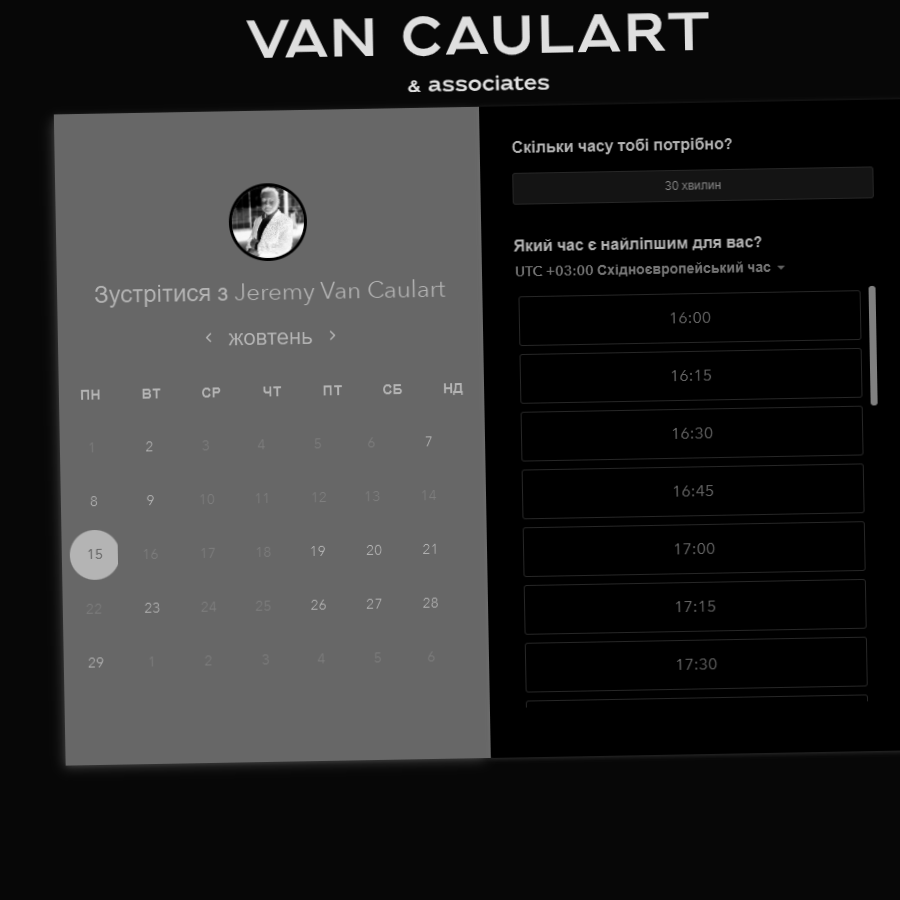 VAN CAULART
& associates
Зустрітися з Jeremy Van Caulart
жовтень
ПН ВТ СР ЧТ ПТ СБ НД
1 2 3 4 5 6 7
8 9 10 11 12 13 14
15 16 17 18 19 20 21
22 23 24 25 26 27 28
29 1 2 3 4 5 6
Скільки часу тобі потрібно?
30 хвилин
Який час є найліпшим для вас?
UTC +03:00 Східноєвропейський час
16:00
16:15
16:30
16:45
17:00
17:15
17:30